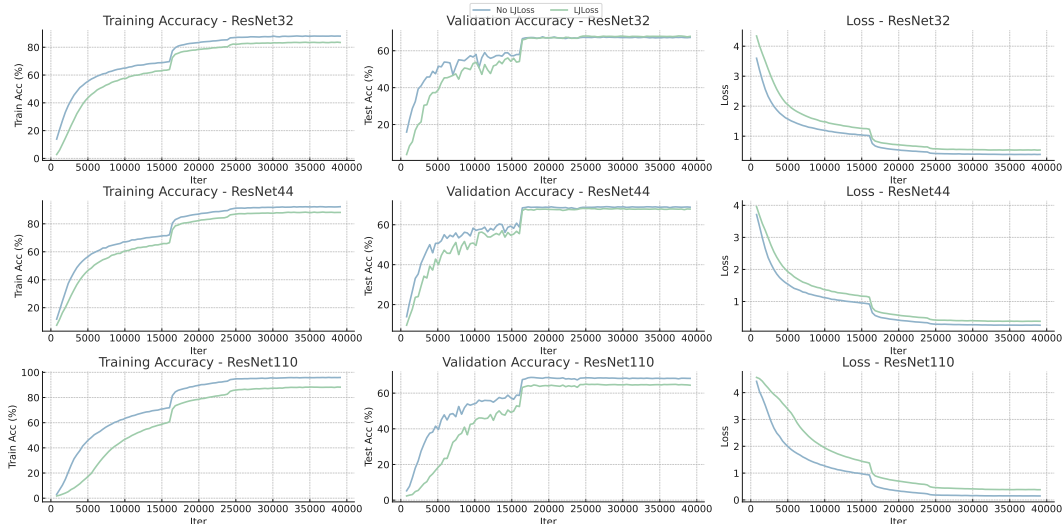 No LJLoss LJLoss
Training Accuracy - ResNet32
Validation Accuracy - ResNet32
Loss - ResNet32
Train Acc (%)
80
60
40
20
0
0 5000 10000 15000 20000 25000 30000 35000 40000
Iter
Test Acc (%)
60
40
20
0 5000 10000 15000 20000 25000 30000 35000 40000
Iter
Loss
4
3
2
1
0 5000 10000 15000 20000 25000 30000 35000 40000
Iter
Training Accuracy - ResNet44
Validation Accuracy - ResNet44
Loss - ResNet44
Train Acc (%)
80
60
40
20
0 5000 10000 15000 20000 25000 30000 35000 40000
Iter
Test Acc (%)
60
40
20
0 5000 10000 15000 20000 25000 30000 35000 40000
Iter
Loss
4
3
2
1
0 5000 10000 15000 20000 25000 30000 35000 40000
Iter
Training Accuracy - ResNet110
Validation Accuracy - ResNet110
Loss - ResNet110
Train Acc (%)
100
80
60
40
20
0
0 5000 10000 15000 20000 25000 30000 35000 40000
Iter
Test Acc (%)
60
40
20
0
0 5000 10000 15000 20000 25000 30000 35000 40000
Iter
Loss
4
3
2
1
0
0 5000 10000 15000 20000 25000 30000 35000 40000
Iter